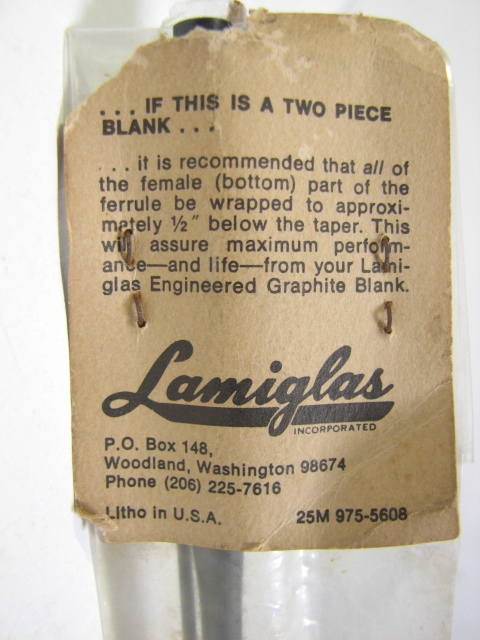 . . . IF THIS IS A TWO PIECE
BLANK . . .
. . . it is recommended that all of
the female (bottom) part of the
ferrule be wrapped to approxi-
mately ½" below the taper. This
will assure maximum perform-
ance—and life—from your Lami-
glas Engineered Graphite Blank.
Lamiglas
INCORPORATED
P.O. Box 148,
Woodland, Washington 98674
Phone (206) 225-7616
Litho in U.S.A. 25M 975-5608